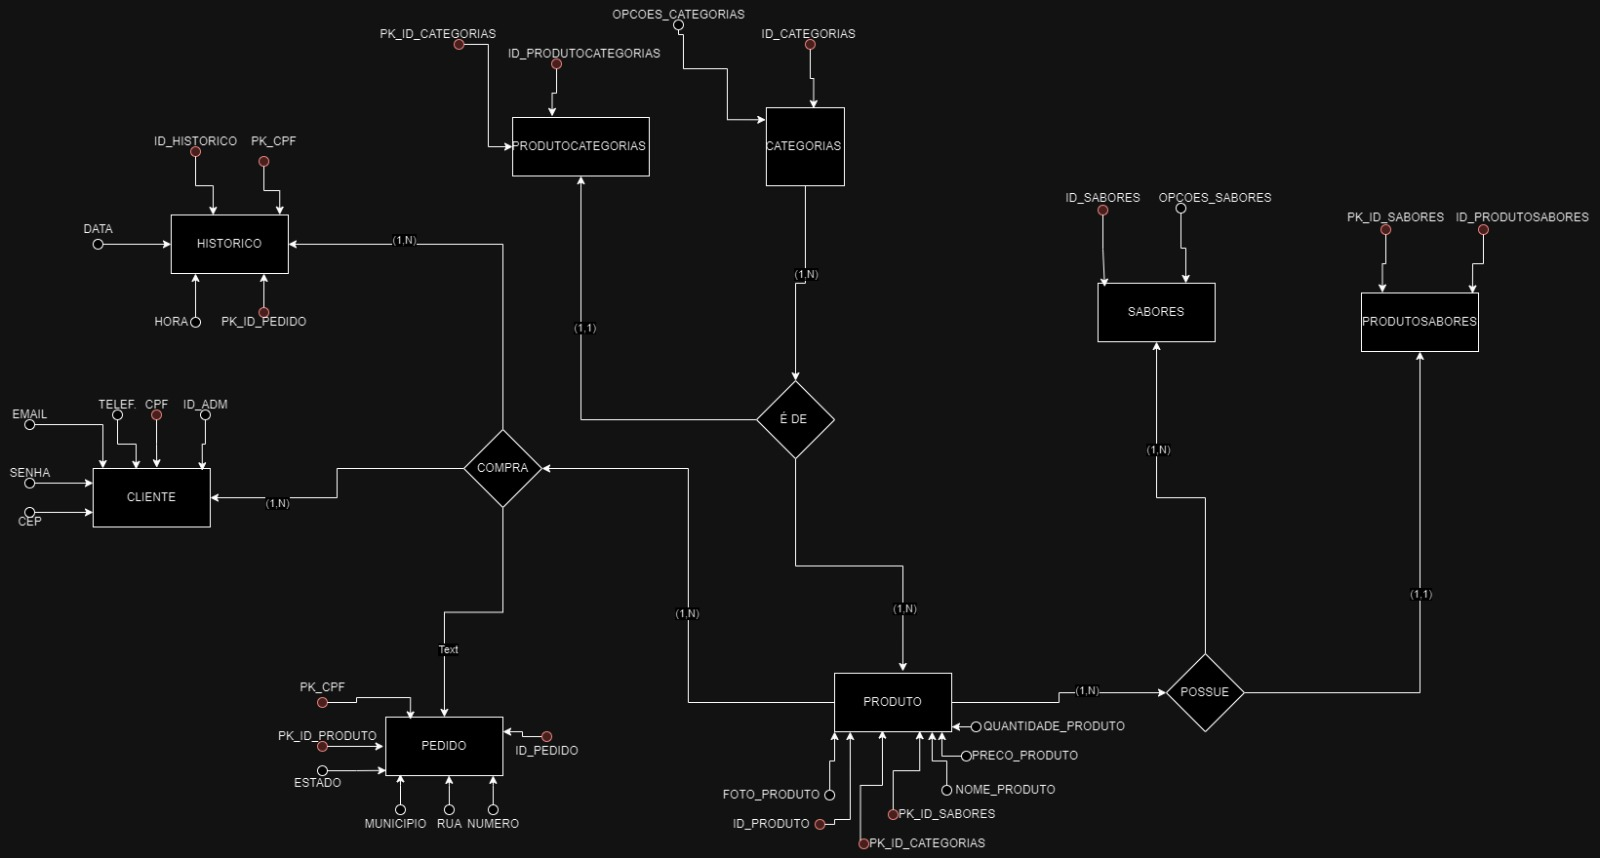 OPCOES_CATEGORIAS
PK_ID_CATEGORIAS
ID_CATEGORIAS
ID_PRODUTOCATEGORIAS
PRODUTOCATEGORIAS
CATEGORIAS
ID_HISTORICO
PK_CPF
DATA
HISTORICO
(1,N)
HORA
PK_ID_PEDIDO
(1,N)
(1,1)
ID_SABORES
OPCOES_SABORES
PK_ID_SABORES
ID_PRODUTOSABORES
SABORES
PRODUTOSABORES
EMAIL
TELEF.
CPF
ID_ADM
SENHA
CLIENTE
CEP
(1,N)
COMPRA
É DE
(1,N)
(1,N)
(1,N)
(1,1)
Text
PK_CPF
PK_ID_PRODUTO
PEDIDO
ID_PEDIDO
ESTADO
MUNICIPIO
RUA
NUMERO
PRODUTO
(1,N)
POSSUE
QUANTIDADE_PRODUTO
PRECO_PRODUTO
NOME_PRODUTO
FOTO_PRODUTO
PK_ID_SABORES
ID_PRODUTO
PK_ID_CATEGORIAS